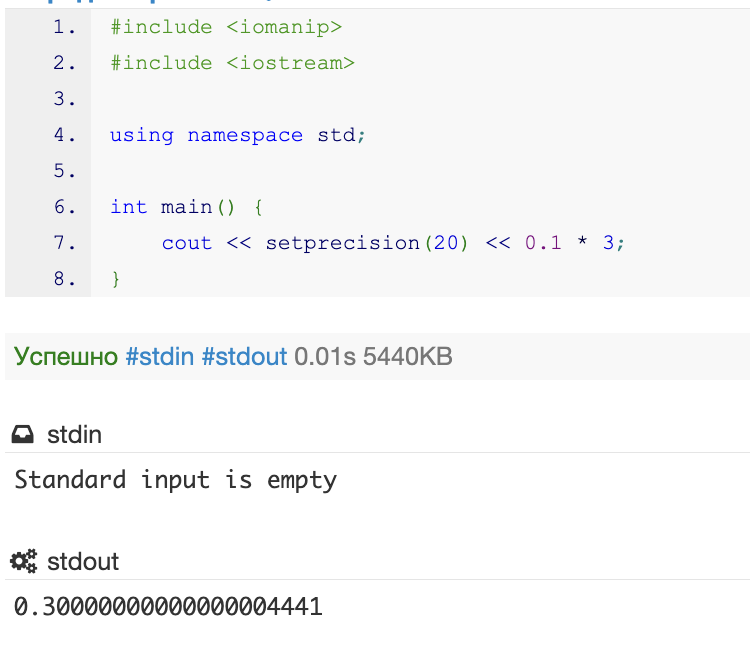 1. #include <iomanip>
2. #include <iostream>
3.
4. using namespace std;
5.
6. int main() {
7.     cout << setprecision(20) << 0.1 * 3;
8. }
Успешно #stdin #stdout 0.01s 5440KB
stdin
Standard input is empty
stdout
0.30000000000000004441